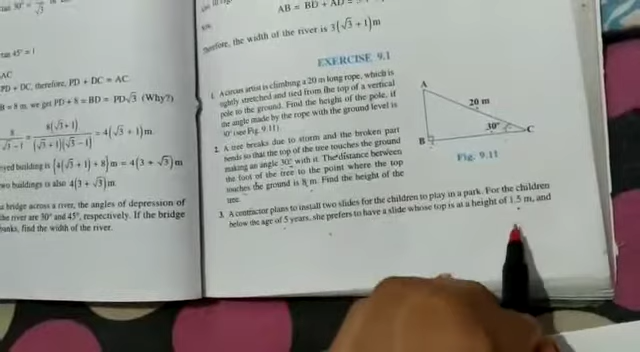 tan 30° =
tan 45° = 1
AC
PD + DC, therefore, PD + DC = AC.
= 8 m, we get PD + 8 = BD = PD√3 (Why?)
8/(√3 − 1) = 8(√3 + 1)/(√3 + 1)(√3 − 1) = 4(√3 + 1) m.
building is {4(√3 + 1) + 8} m = 4(3 + √3) m
two buildings is also 4(3 + √3) m.
a bridge across a river, the angles of depression of
the river are 30° and 45°, respectively. If the bridge
banks, find the width of the river.
AB = BD + AD =
Therefore, the width of the river is 3(√3 + 1) m
EXERCISE 9.1
1. A circus artist is climbing a 20 m long rope, which is
tightly stretched and tied from the top of a vertical
pole to the ground. Find the height of the pole, if
the angle made by the rope with the ground level is
30° (see Fig. 9.11).
2. A tree breaks due to storm and the broken part
bends so that the top of the tree touches the ground
making an angle 30° with it. The distance between
the foot of the tree to the point where the top
touches the ground is 8 m. Find the height of the
tree.
A
20 m
30°
B
C
Fig. 9.11
3. A contractor plans to install two slides for the children to play in a park. For the children
below the age of 5 years, she prefers to have a slide whose top is at a height of 1.5 m, and